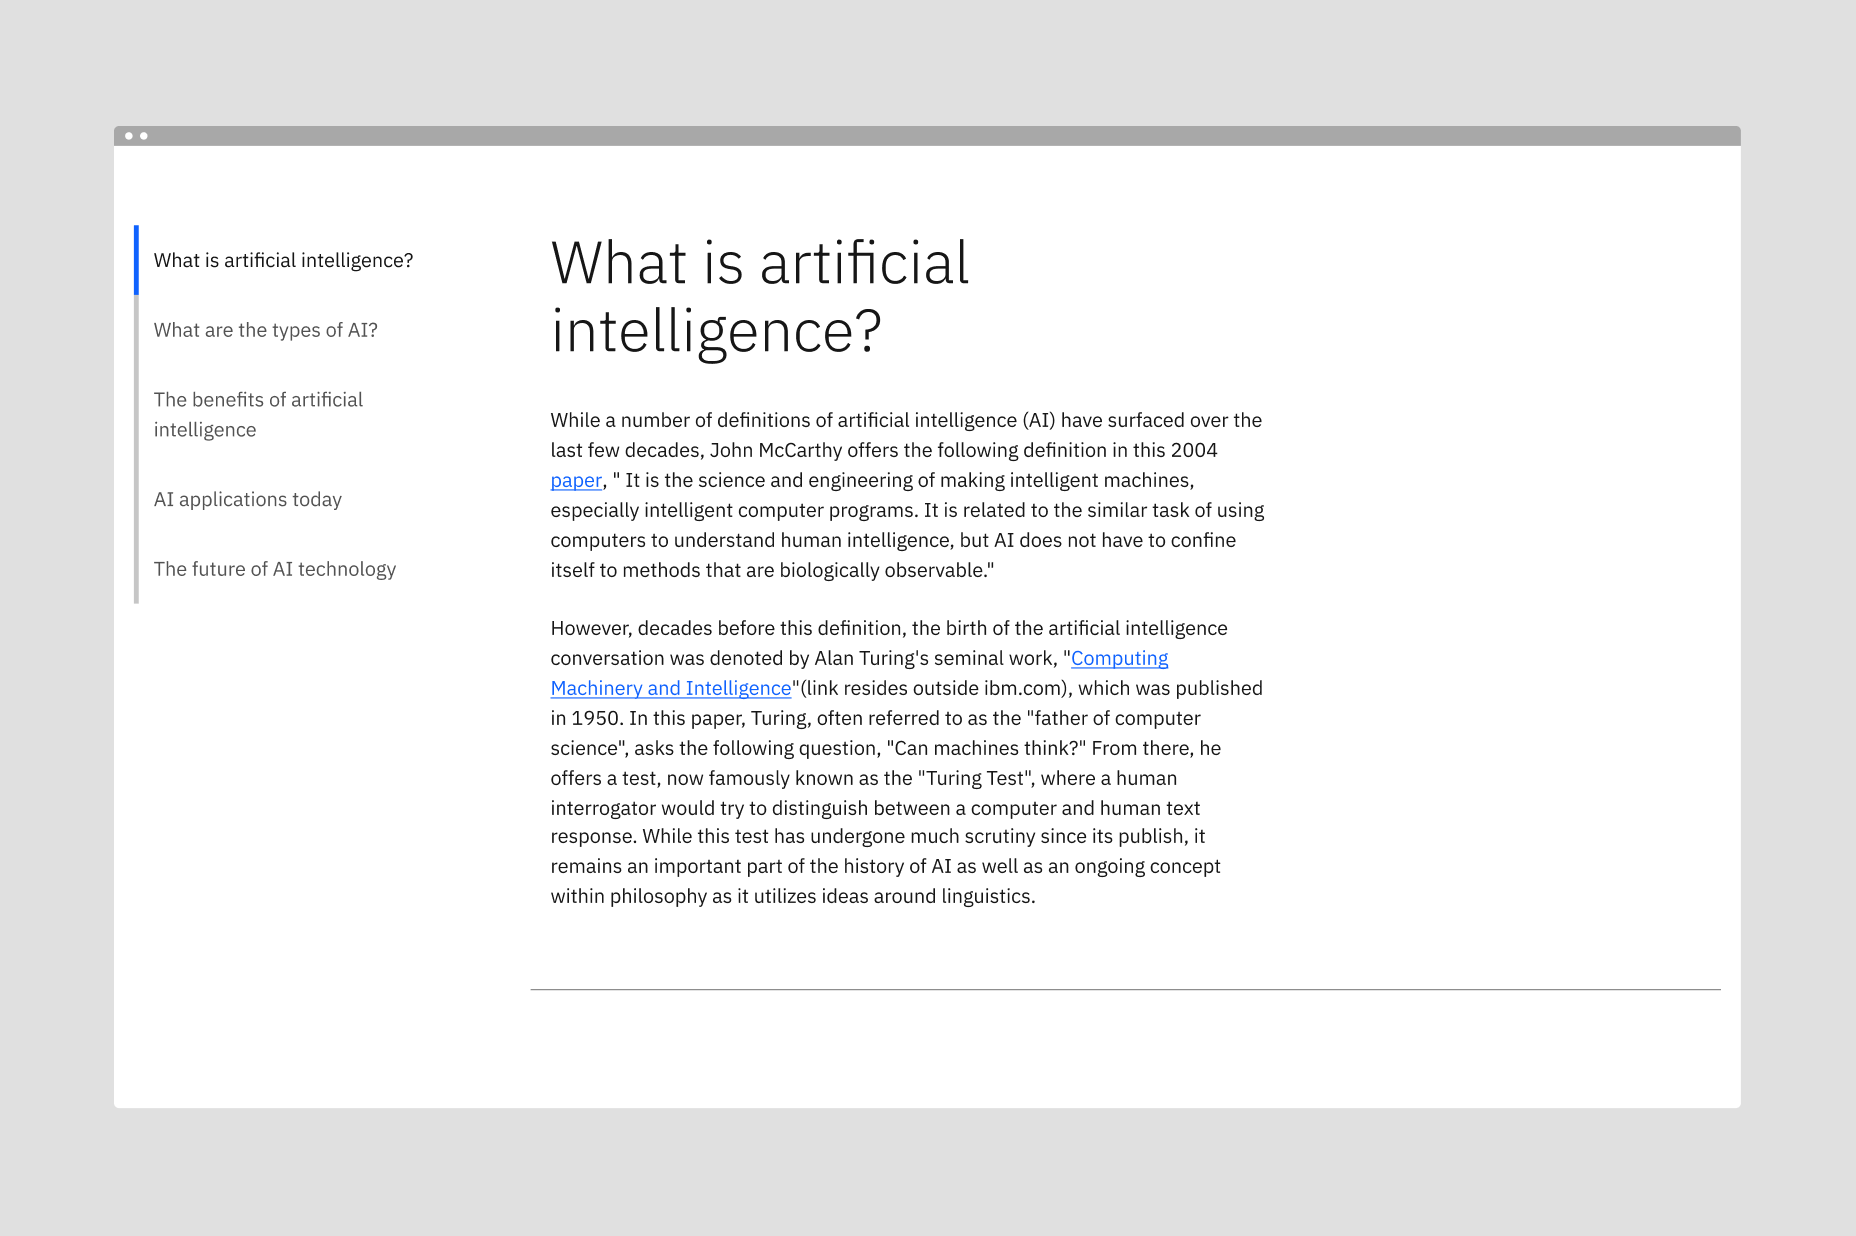 What is artificial intelligence?
What are the types of AI?
The benefits of artificial
intelligence
AI applications today
The future of AI technology
What is artificial
intelligence?
While a number of definitions of artificial intelligence (AI) have surfaced over the
last few decades, John McCarthy offers the following definition in this 2004
paper, " It is the science and engineering of making intelligent machines,
especially intelligent computer programs. It is related to the similar task of using
computers to understand human intelligence, but AI does not have to confine
itself to methods that are biologically observable."
However, decades before this definition, the birth of the artificial intelligence
conversation was denoted by Alan Turing's seminal work, "Computing
Machinery and Intelligence"(link resides outside ibm.com), which was published
in 1950. In this paper, Turing, often referred to as the "father of computer
science", asks the following question, "Can machines think?" From there, he
offers a test, now famously known as the "Turing Test", where a human
interrogator would try to distinguish between a computer and human text
response. While this test has undergone much scrutiny since its publish, it
remains an important part of the history of AI as well as an ongoing concept
within philosophy as it utilizes ideas around linguistics.